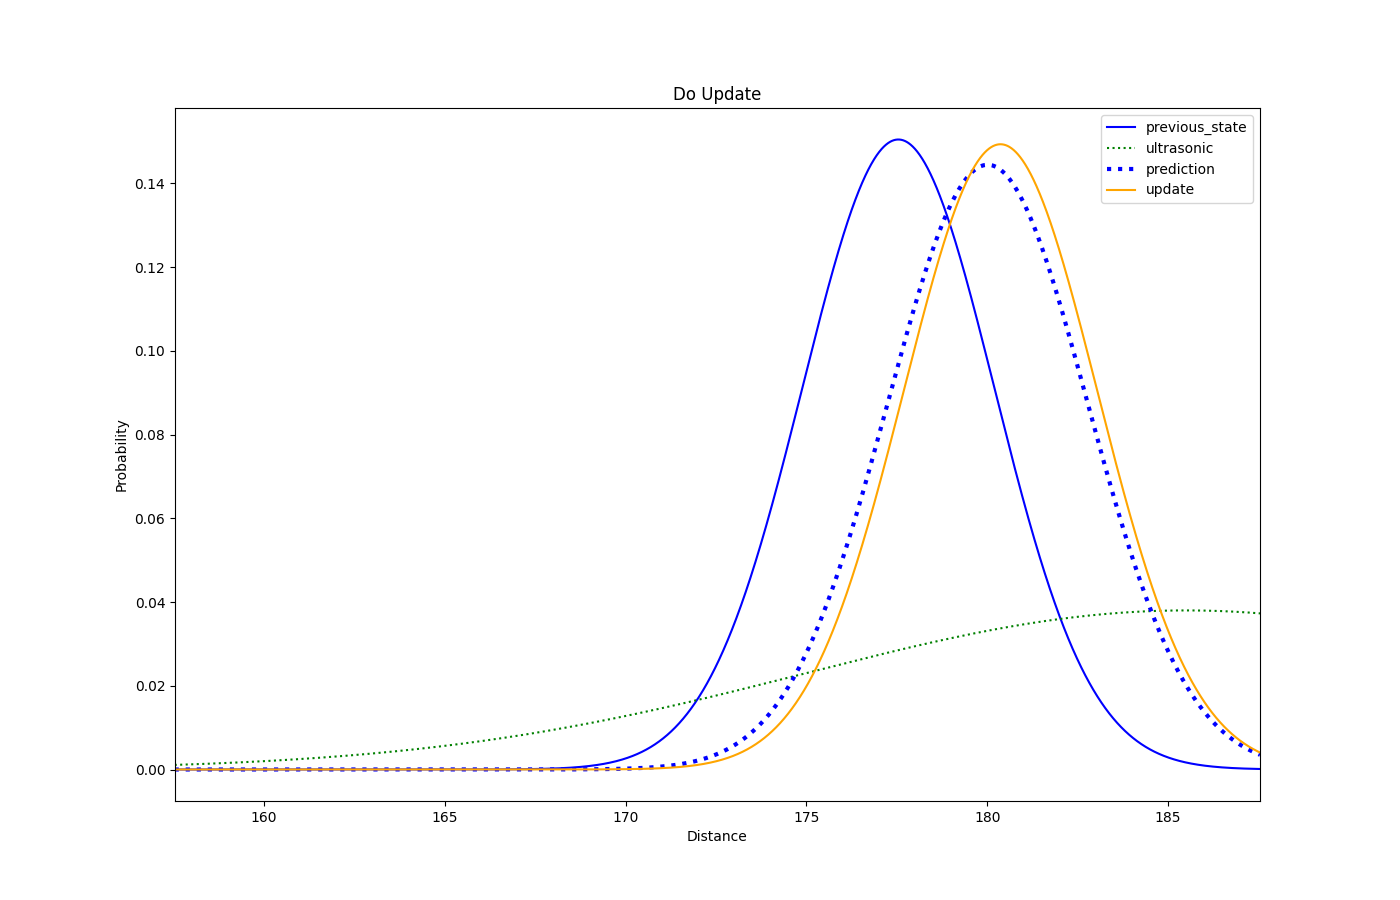 Do Update
previous_state
ultrasonic
prediction
update
Probability
0.14
0.12
0.10
0.08
0.06
0.04
0.02
0.00
160 165 170 175 180 185
Distance